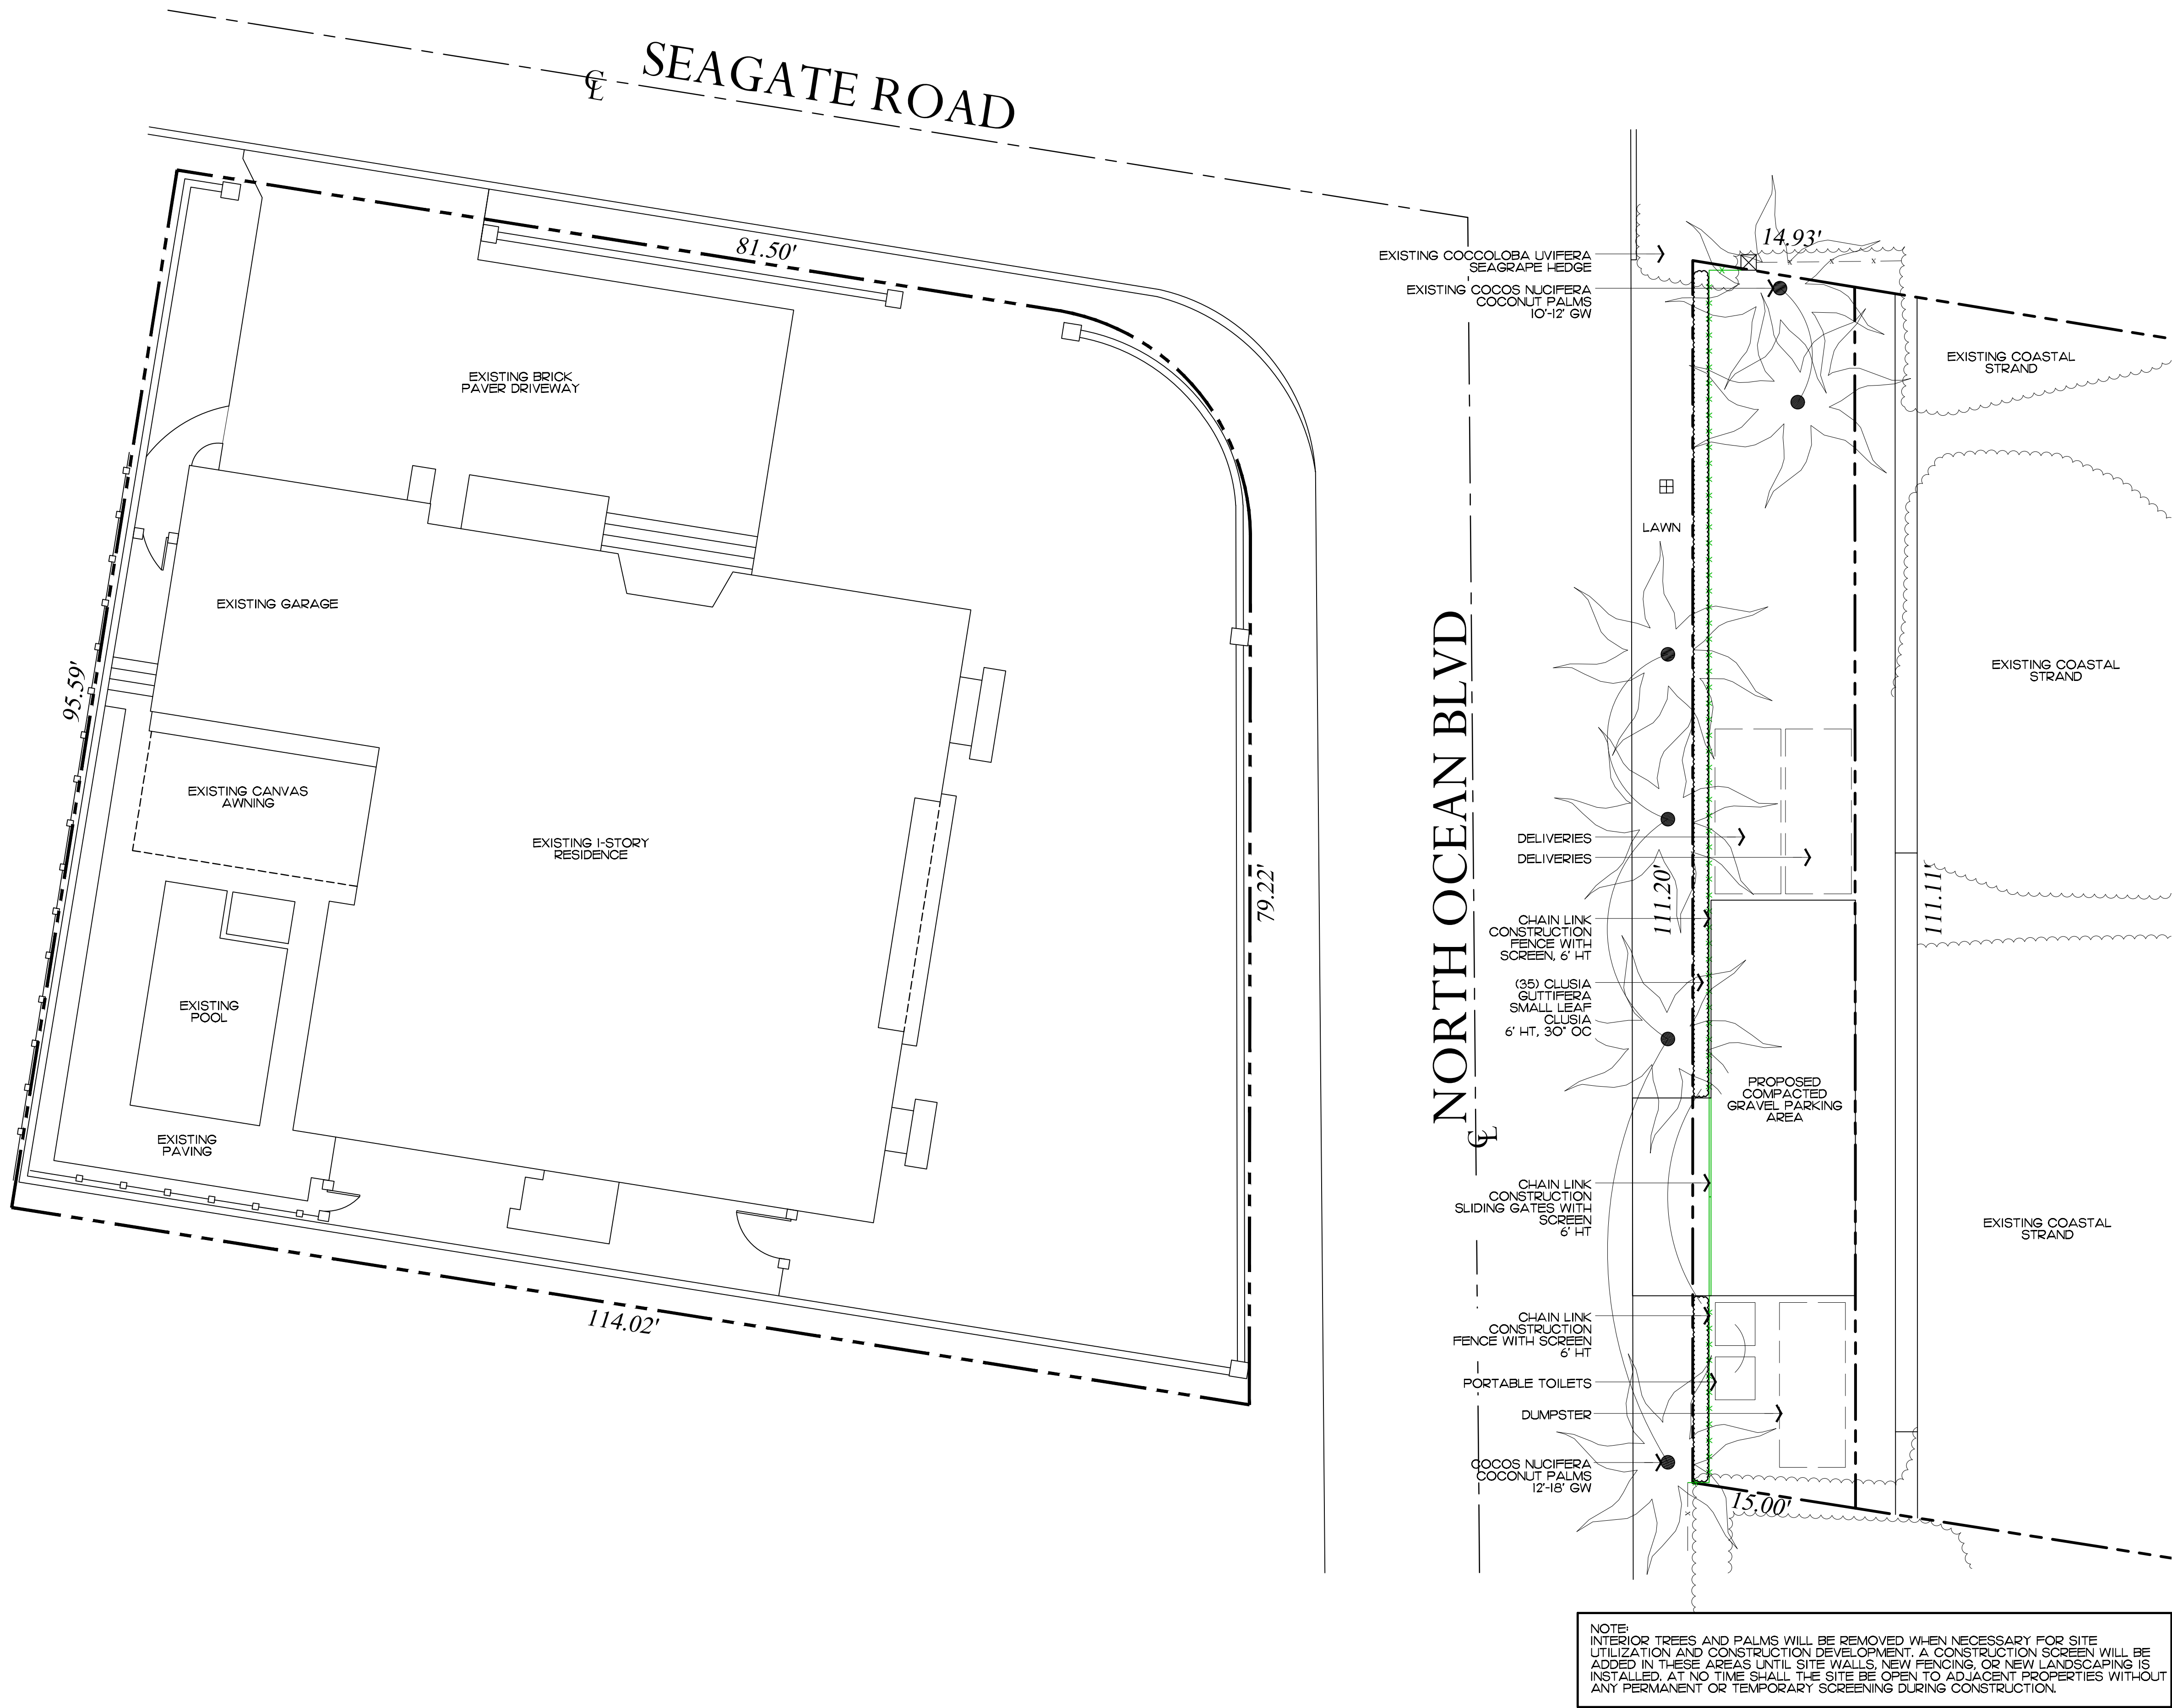 SEAGATE ROAD
CL
81.50'
14.93'
EXISTING COCCOLOBA UVIFERA
SEAGRAPE HEDGE
EXISTING COCOS NUCIFERA
COCONUT PALMS
10'-12' GW
EXISTING COASTAL
STRAND
EXISTING BRICK
PAVER DRIVEWAY
LAWN
EXISTING GARAGE
95.59'
EXISTING COASTAL
STRAND
EXISTING CANVAS
AWNING
EXISTING 1-STORY
RESIDENCE
79.22'
NORTH OCEAN BLVD
CL
DELIVERIES
DELIVERIES
111.20'
111.11'
CHAIN LINK
CONSTRUCTION
FENCE WITH
SCREEN, 6' HT
(35) CLUSIA
GUTTIFERA
SMALL LEAF
CLUSIA
6' HT, 30" OC
EXISTING
POOL
PROPOSED
COMPACTED
GRAVEL PARKING
AREA
EXISTING
PAVING
CHAIN LINK
CONSTRUCTION
SLIDING GATES WITH
SCREEN
6' HT
EXISTING COASTAL
STRAND
114.02'
CHAIN LINK
CONSTRUCTION
FENCE WITH SCREEN
6' HT
PORTABLE TOILETS
DUMPSTER
COCOS NUCIFERA
COCONUT PALMS
12'-18' GW
15.00'
NOTE:
INTERIOR TREES AND PALMS WILL BE REMOVED WHEN NECESSARY FOR SITE
UTILIZATION AND CONSTRUCTION DEVELOPMENT. A CONSTRUCTION SCREEN WILL BE
ADDED IN THESE AREAS UNTIL SITE WALLS, NEW FENCING, OR NEW LANDSCAPING IS
INSTALLED. AT NO TIME SHALL THE SITE BE OPEN TO ADJACENT PROPERTIES WITHOUT
ANY PERMANENT OR TEMPORARY SCREENING DURING CONSTRUCTION.